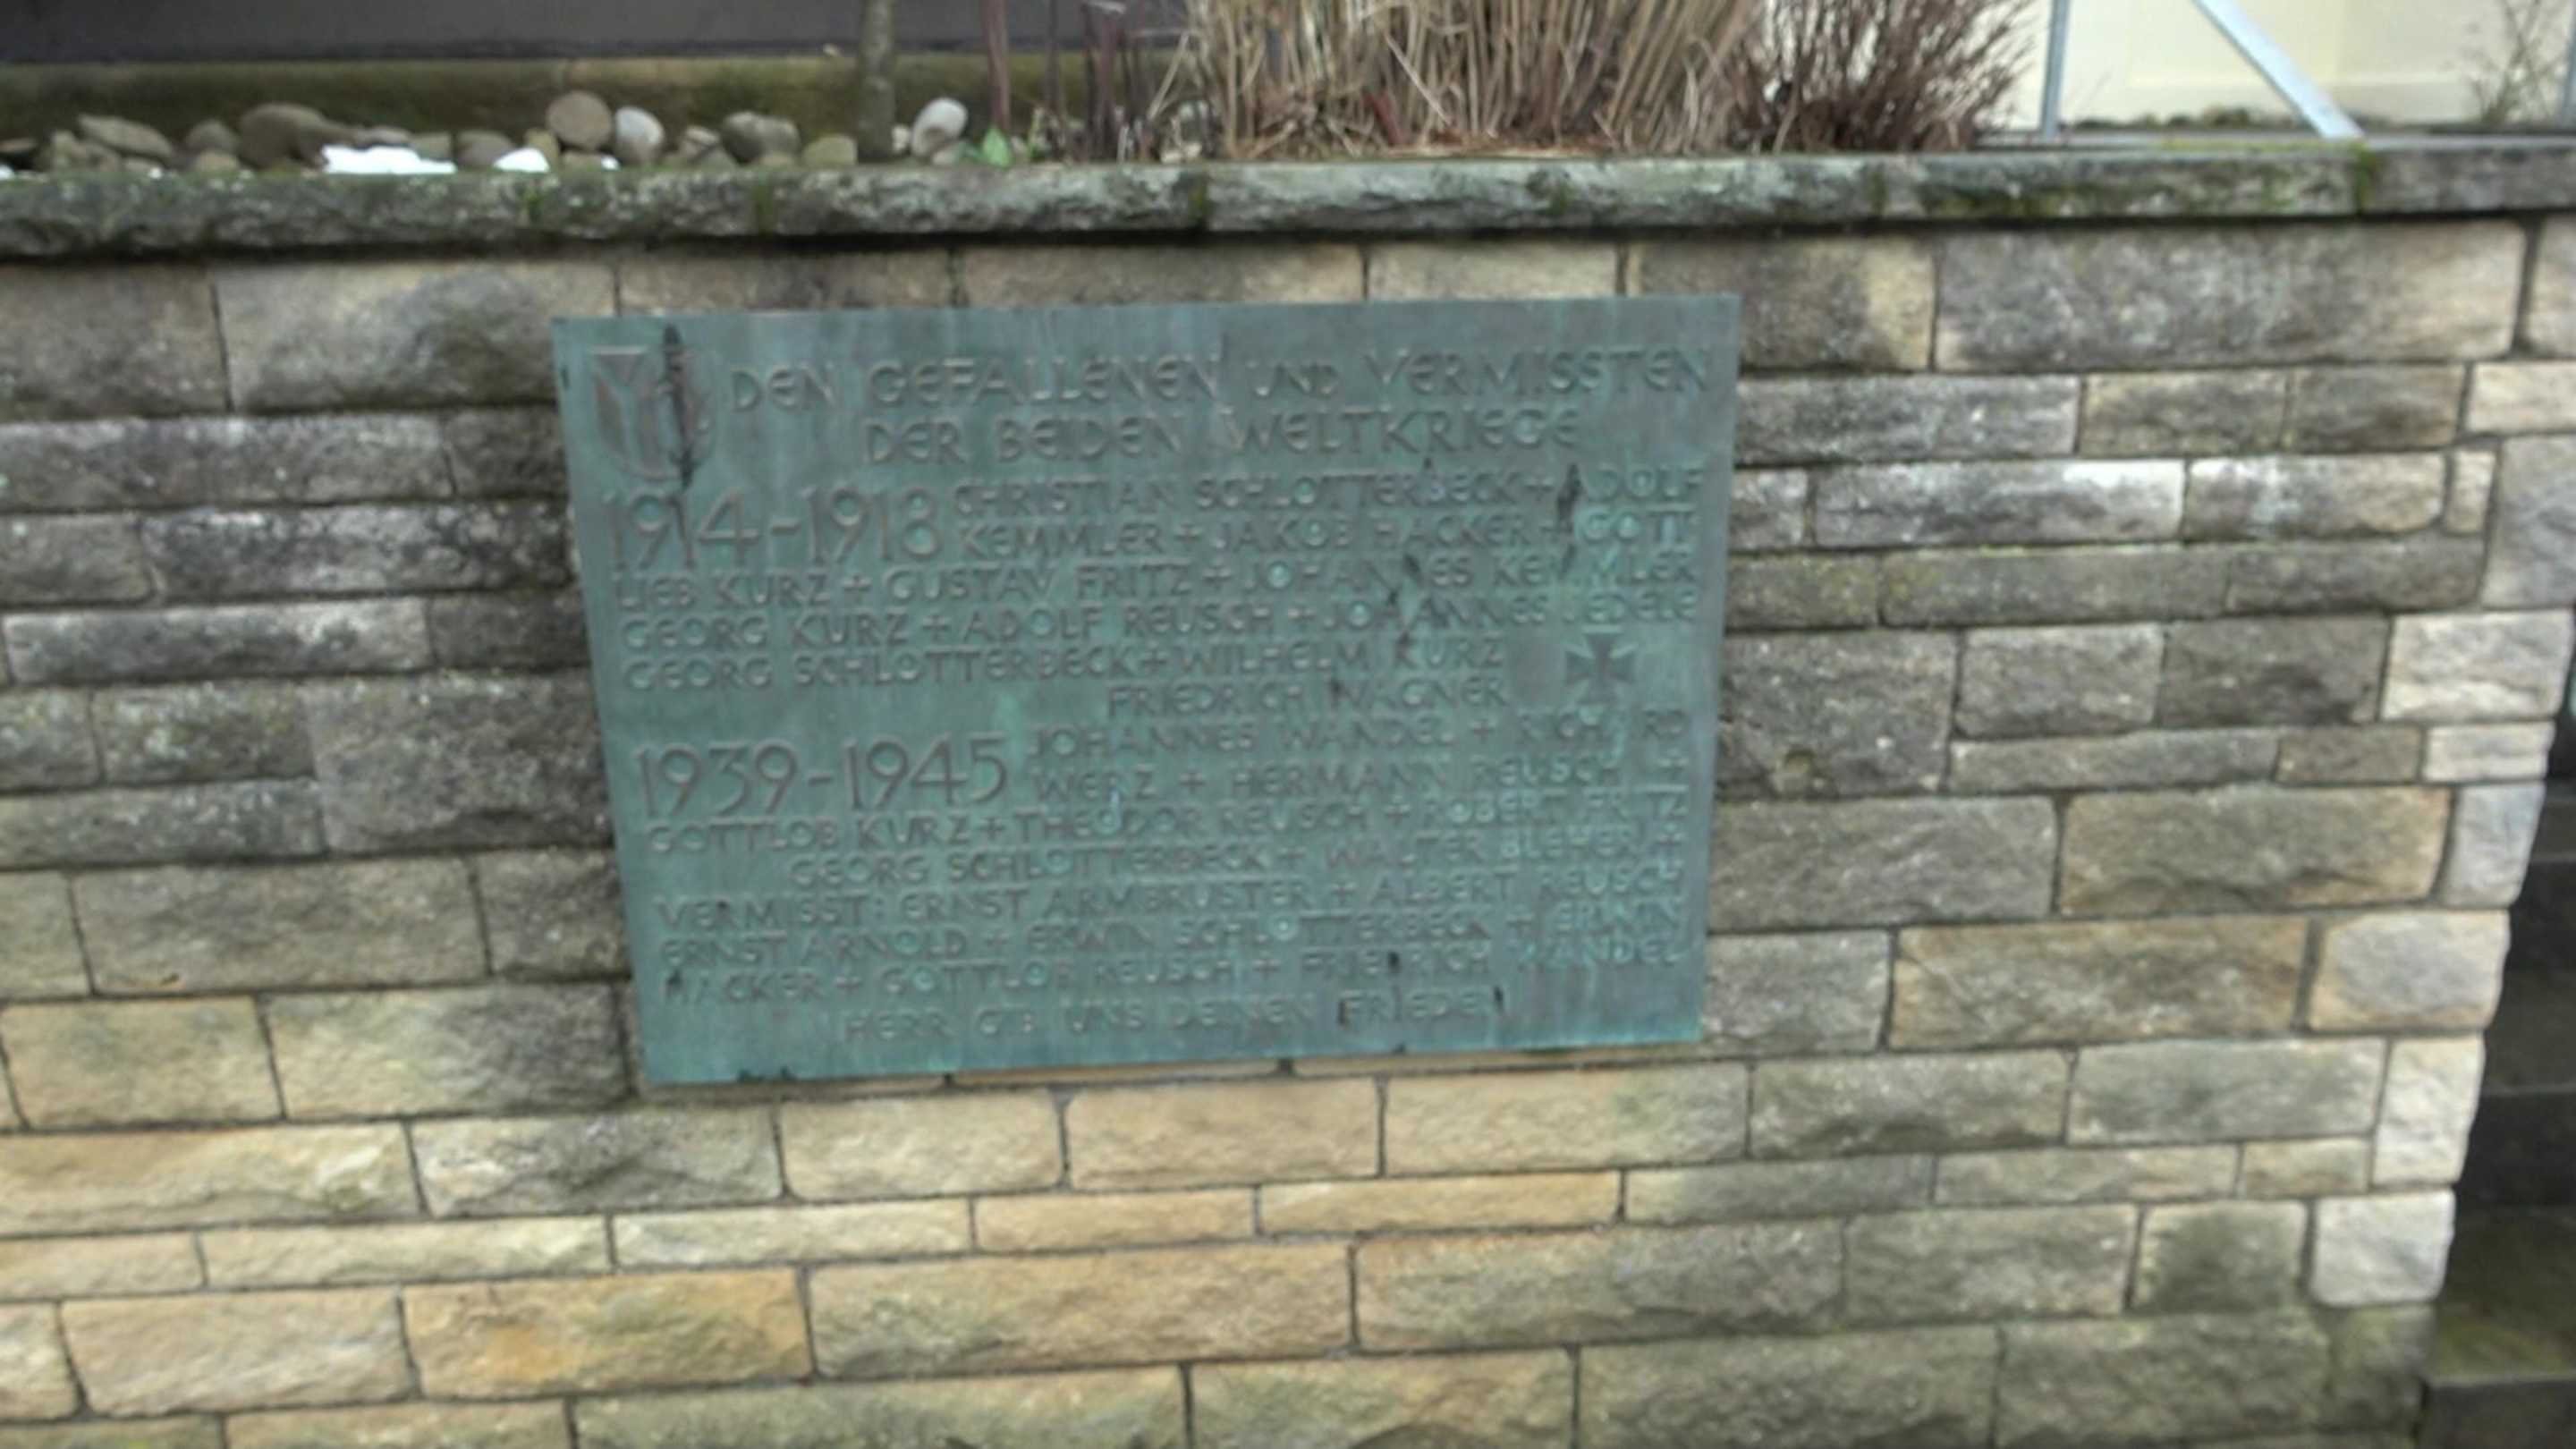 DEN GEFALLENEN UND VERMISSTEN
DER BEIDEN WELTKRIEGE
1914-1918 CHRISTIAN SCHLOTTERBECK + ADOLF
KEMMLER + JAKOB HACKER + GOTT-
LIEB KURZ + GUSTAV FRITZ + JOHANNES KEMMLER
GEORG KURZ + ADOLF REUSCH + JOHANNES
GEORG SCHLOTTERBECK + WILHELM KURZ
FRIEDRICH WAGNER
1939-1945 JOHANNES WANDEL + RICHARD
WERZ + HERMANN REUSCH +
GOTTLOB KURZ + THEODOR REUSCH + ROBERT FRITZ
GEORG SCHLOTTERBECK + WALTER BLEHER +
VERMISST: ERNST ARMBRUSTER + ALBERT REUSCH
ERNST ARNOLD + ERWIN SCHLOTTERBECK + ERWIN
HACKER + GOTTLOB REUSCH + FRIEDRICH WANDEL
HERR GIB UNS DEINEN FRIEDEN